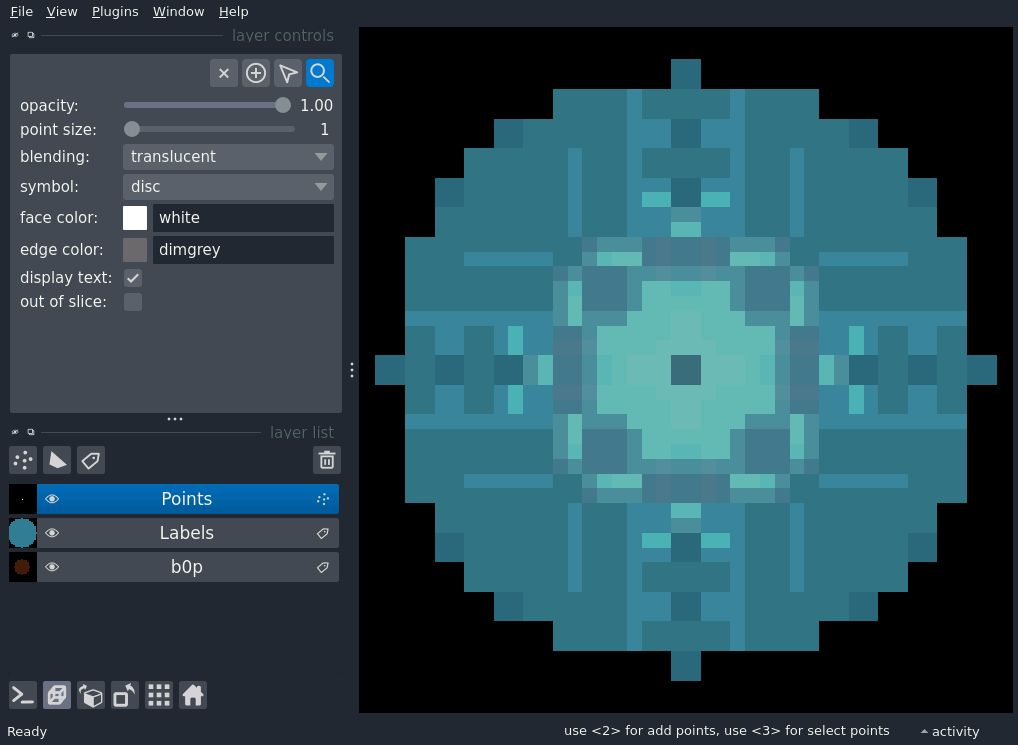 File View Plugins Window Help
layer controls
opacity: 1.00
point size: 1
blending: translucent
symbol: disc
face color: white
edge color: dimgrey
display text:
out of slice:
layer list
Points
Labels
b0p
Ready use <2> for add points, use <3> for select points activity